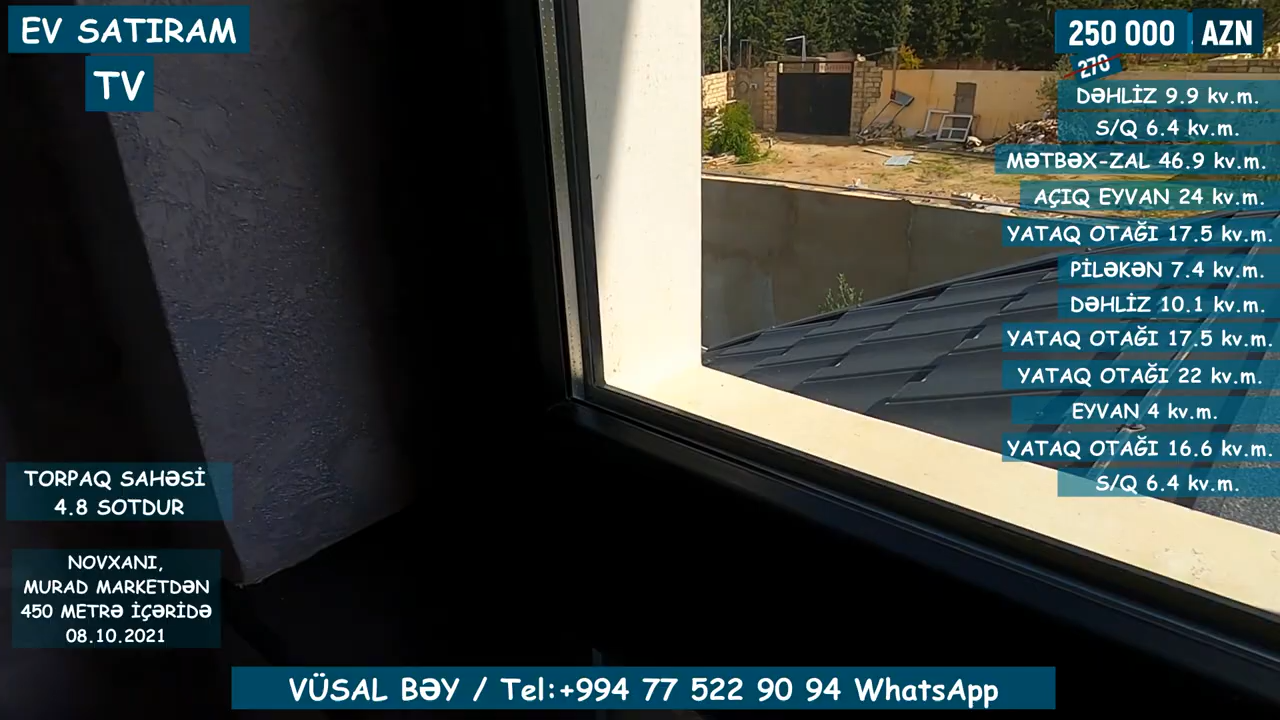 EV SATIRAM
TV
250 000 AZN
270
DƏHLİZ 9.9 kv.m.
S/Q 6.4 kv.m.
MƏTBƏX-ZAL 46.9 kv.m.
AÇIQ EYVAN 24 kv.m.
YATAQ OTAĞI 17.5 kv.m.
PİLƏKƏN 7.4 kv.m.
DƏHLİZ 10.1 kv.m.
YATAQ OTAĞI 17.5 kv.m.
YATAQ OTAĞI 22 kv.m.
EYVAN 4 kv.m.
YATAQ OTAĞI 16.6 kv.m.
S/Q 6.4 kv.m.
TORPAQ SAHƏSİ
4.8 SOTDUR
NOVXANI,
MURAD MARKETDƏN
450 METRƏ İÇƏRİDƏ
08.10.2021
VÜSAL BƏY / Tel:+994 77 522 90 94 WhatsApp